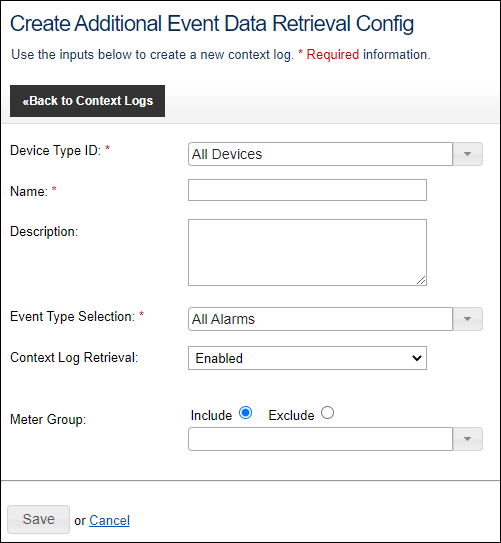 Create Additional Event Data Retrieval Config
Use the inputs below to create a new context log. * Required information.
«Back to Context Logs
Device Type ID: * All Devices
Name: *
Description:
Event Type Selection: * All Alarms
Context Log Retrieval: Enabled
Include Exclude
Meter Group:
Save or Cancel